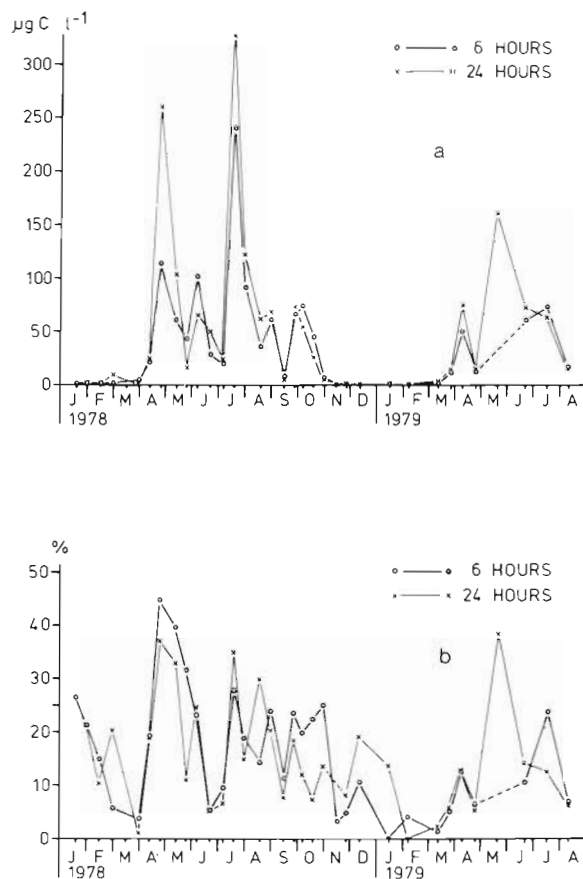 µg C ℓ⁻¹
o—o 6 HOURS
×—× 24 HOURS
a
300
250
200
150
100
50
0
J F M A M J J A S O N D J F M A M J J A
1978 1979
%
o—o 6 HOURS
×—× 24 HOURS
b
50
40
30
20
10
0
J F M A M J J A S O N D J F M A M J J A
1978 1979